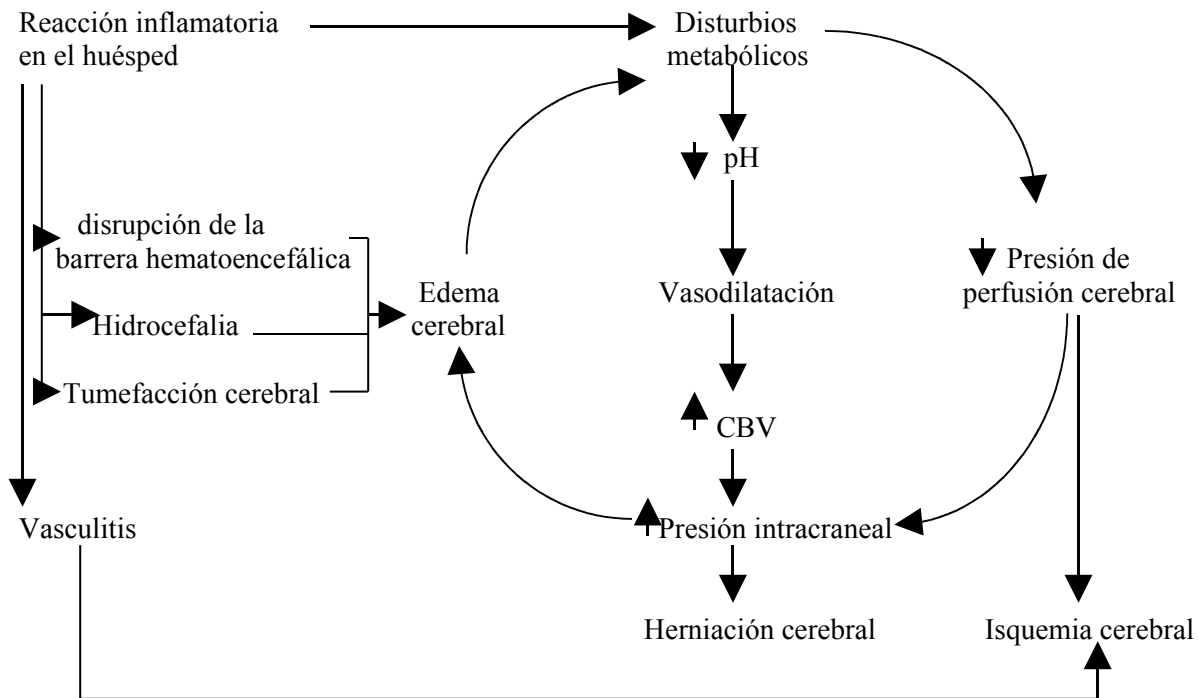 Reacción inflamatoria
en el huésped
Disturbios
metabólicos
pH
disrupción de la
barrera hematoencefálica
Hidrocefalia
Tumefacción cerebral
Edema
cerebral
Vasodilatación
Presión de
perfusión cerebral
CBV
Vasculitis
Presión intracraneal
Herniación cerebral
Isquemia cerebral